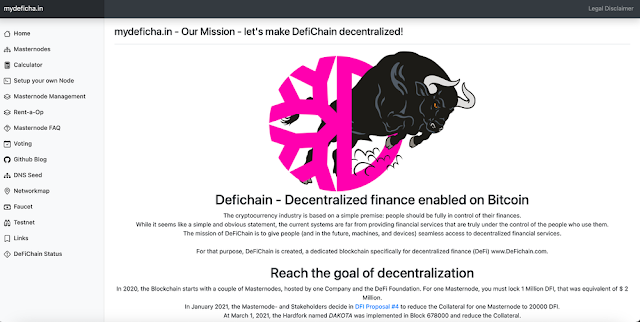 mydeficha.in
Legal Disclaimer
Home
Masternodes
Calculator
Setup your own Node
Masternode Management
Rent-a-Op
Masternode FAQ
Voting
Github Blog
DNS Seed
Networkmap
Faucet
Testnet
Links
DeFiChain Status
mydeficha.in - Our Mission - let's make DefiChain decentralized!
Defichain - Decentralized finance enabled on Bitcoin
The cryptocurrency industry is based on a simple premise: people should be fully in control of their finances.
While it seems like a simple and obvious statement, the current systems are far from providing financial services that are truly under the control of the people who use them.
The mission of DeFiChain is to give people (and in the future, machines, and devices) seamless access to decentralized financial services.
For that purpose, DeFiChain is created, a dedicated blockchain specifically for decentralized finance (DeFi) www.DeFichain.com.
Reach the goal of decentralization
In 2020, the Blockchain starts with a couple of Masternodes, hosted by one Company and the DeFi Foundation. For one Masternode, you must lock 1 Million DFI, that was equivalent of $ 2
Million.
In January 2021, the Masternode- and Stakeholders decide in DFI Proposal #4 to reduce the Collateral for one Masternode to 20000 DFI.
At March 1, 2021, the Hardfork named DAKOTA was implemented in Block 678000 and reduce the Collateral.